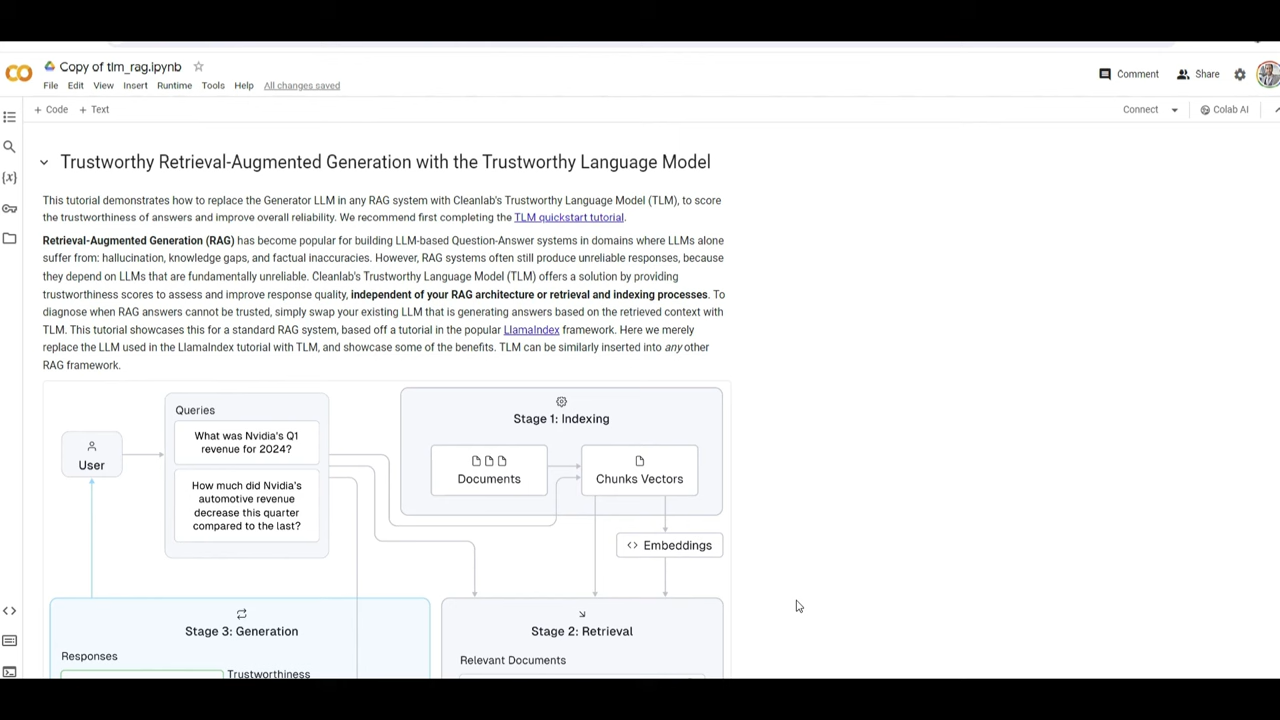 Copy of tlm_rag.ipynb
File Edit View Insert Runtime Tools Help All changes saved
Comment Share
+ Code + Text
Connect Colab AI
Trustworthy Retrieval-Augmented Generation with the Trustworthy Language Model
This tutorial demonstrates how to replace the Generator LLM in any RAG system with Cleanlab's Trustworthy Language Model (TLM), to score
the trustworthiness of answers and improve overall reliability. We recommend first completing the TLM quickstart tutorial.
Retrieval-Augmented Generation (RAG) has become popular for building LLM-based Question-Answer systems in domains where LLMs alone
suffer from: hallucination, knowledge gaps, and factual inaccuracies. However, RAG systems often still produce unreliable responses, because
they depend on LLMs that are fundamentally unreliable. Cleanlab's Trustworthy Language Model (TLM) offers a solution by providing
trustworthiness scores to assess and improve response quality, independent of your RAG architecture or retrieval and indexing processes. To
diagnose when RAG answers cannot be trusted, simply swap your existing LLM that is generating answers based on the retrieved context with
TLM. This tutorial showcases this for a standard RAG system, based off a tutorial in the popular LlamaIndex framework. Here we merely
replace the LLM used in the LlamaIndex tutorial with TLM, and showcase some of the benefits. TLM can be similarly inserted into any other
RAG framework.
Queries
What was Nvidia's Q1
revenue for 2024?
How much did Nvidia's
automotive revenue
decrease this quarter
compared to the last?
User
Stage 1: Indexing
Documents
Chunks Vectors
Embeddings
Stage 3: Generation
Responses
Trustworthiness
Stage 2: Retrieval
Relevant Documents